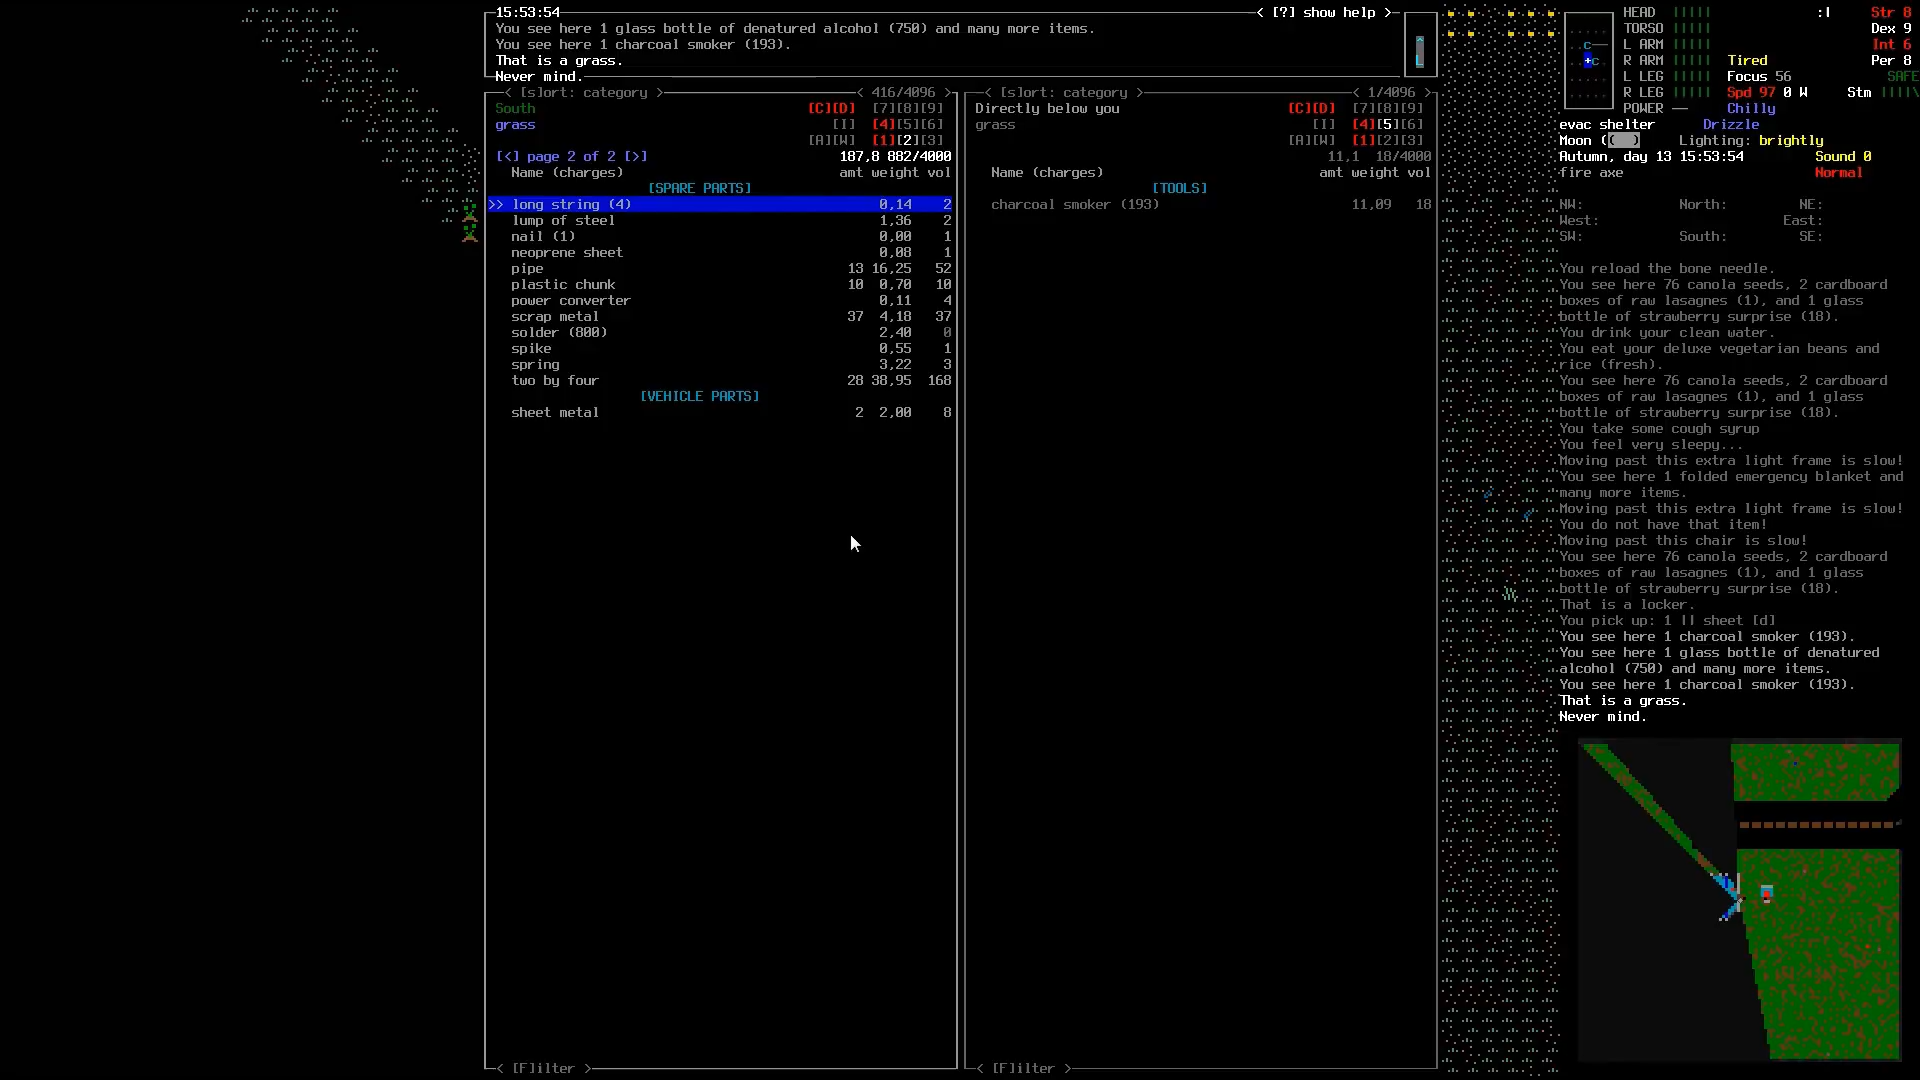 15:53:54 < [?] show help >
You see here 1 glass bottle of denatured alcohol (750) and many more items.
You see here 1 charcoal smoker (193).
That is a grass.
Never mind.
< [s]ort: category > < 416/4096 >
South [C][D] [7][8][9]
grass [I] [4][5][6]
[A][W] [1][2][3]
[<] page 2 of 2 [>] 187,8 882/4000
Name (charges) amt weight vol
[SPARE PARTS]
>> long string (4) 0,14 2
lump of steel 1,36 2
nail (1) 0,00 1
neoprene sheet 0,08 1
pipe 13 16,25 52
plastic chunk 10 0,70 10
power converter 0,11 4
scrap metal 37 4,18 37
solder (800) 2,40 0
spike 0,55 1
spring 3,22 3
two by four 28 38,95 168
[VEHICLE PARTS]
sheet metal 2 2,00 8
< [F]ilter >
< [s]ort: category > < 1/4096 >
Directly below you [C][D] [7][8][9]
grass [I] [4][5][6]
[A][W] [1][2][3]
11,1 18/4000
Name (charges) amt weight vol
[TOOLS]
charcoal smoker (193) 11,09 18
< [F]ilter >
HEAD ||||| :| Str 8
TORSO ||||| Dex 9
L ARM ||||| Int 6
R ARM ||||| Tired Per 8
L LEG ||||| Focus 56 SAFE
R LEG ||||| Spd 97 0 W Stm ||||\
POWER — Chilly
evac shelter Drizzle
Moon ( ) Lighting: brightly
Autumn, day 13 15:53:54 Sound 0
fire axe Normal
NW: North: NE:
West: East:
SW: South: SE:
You reload the bone needle.
You see here 76 canola seeds, 2 cardboard
boxes of raw lasagnes (1), and 1 glass
bottle of strawberry surprise (18).
You drink your clean water.
You eat your deluxe vegetarian beans and
rice (fresh).
You see here 76 canola seeds, 2 cardboard
boxes of raw lasagnes (1), and 1 glass
bottle of strawberry surprise (18).
You take some cough syrup
You feel very sleepy...
Moving past this extra light frame is slow!
You see here 1 folded emergency blanket and
many more items.
Moving past this extra light frame is slow!
You do not have that item!
Moving past this chair is slow!
You see here 76 canola seeds, 2 cardboard
boxes of raw lasagnes (1), and 1 glass
bottle of strawberry surprise (18).
That is a locker.
You pick up: 1 || sheet [d]
You see here 1 charcoal smoker (193).
You see here 1 glass bottle of denatured
alcohol (750) and many more items.
You see here 1 charcoal smoker (193).
That is a grass.
Never mind.